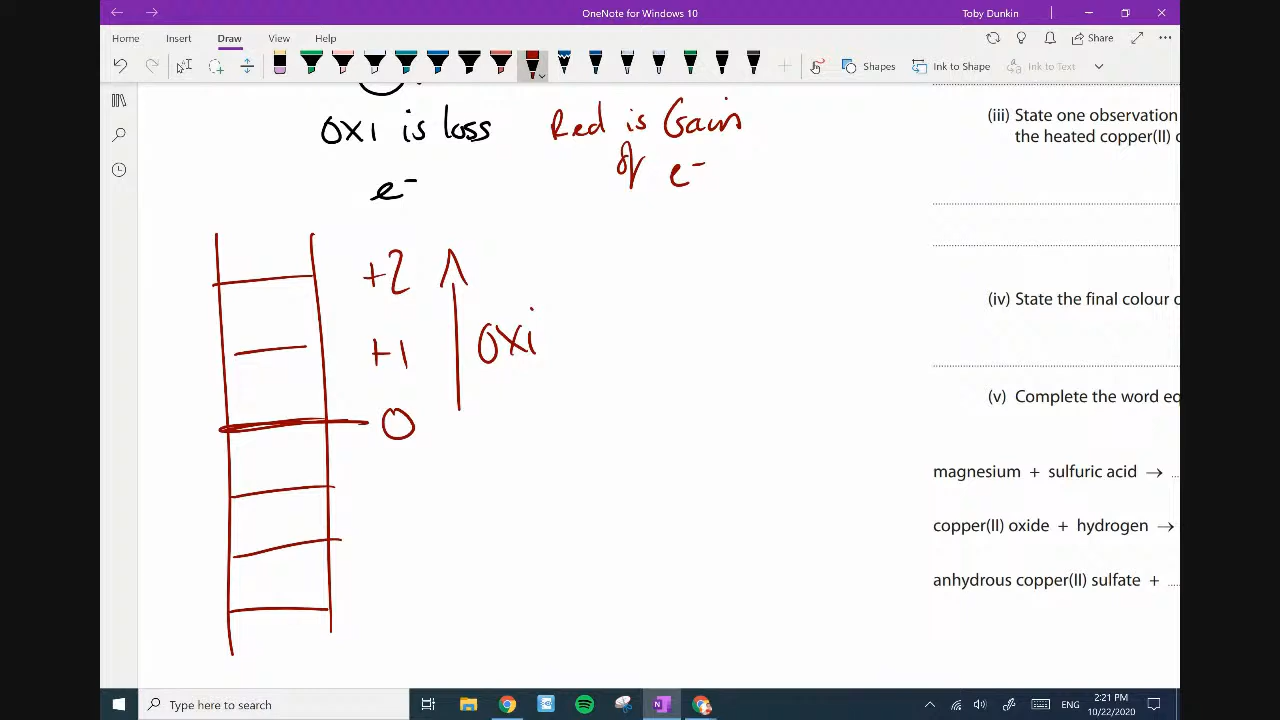 OneNote for Windows 10
Toby Dunkin
Home Insert Draw View Help
Share
Shapes
Ink to Shape
Ink to Text
oxi is loss
e⁻
Red is Gain
of e⁻
+2
+1
0
oxi
(iii) State one observation
the heated copper(II)
(iv) State the final colour
(v) Complete the word
magnesium + sulfuric acid →
copper(II) oxide + hydrogen →
anhydrous copper(II) sulfate +
Type here to search
ENG
2:21 PM
10/22/2020